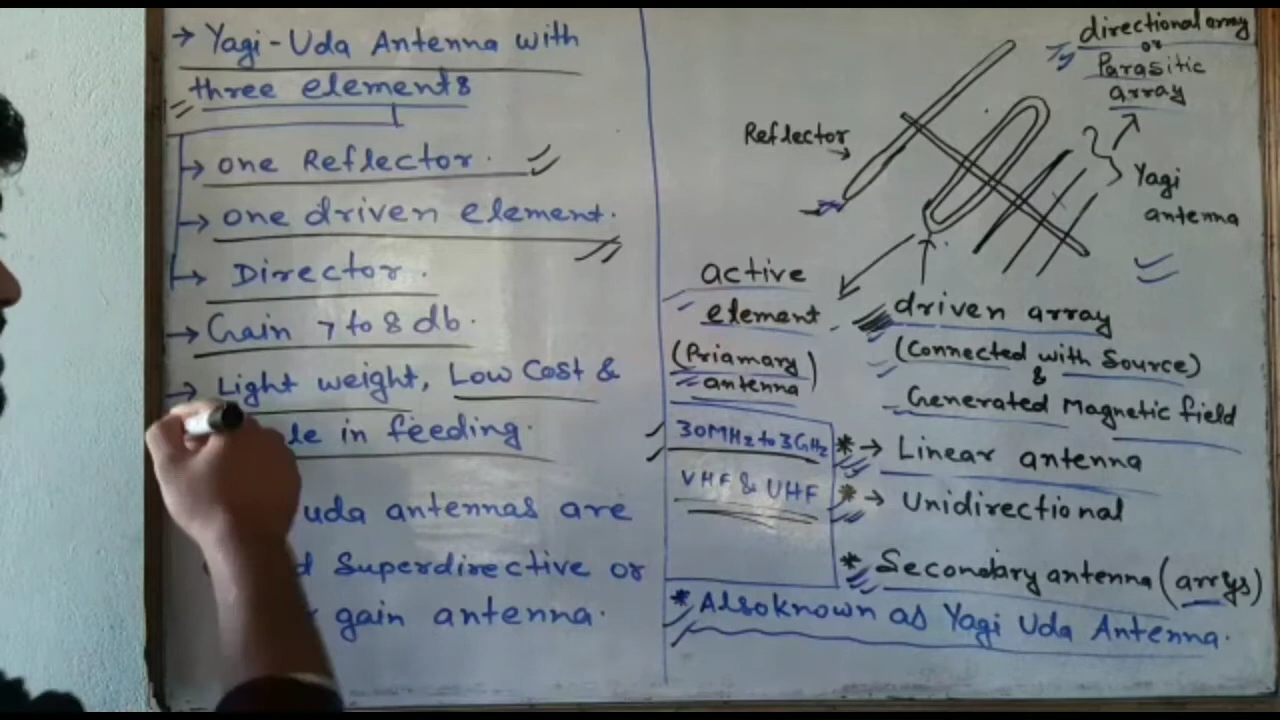 → Yagi-Uda Antenna with
three elements
→ one Reflector.
→ one driven element.
→ Director.
→ Gain 7 to 8 db.
→ Light weight, Low Cost &
in feeding.
uda antennas are
Superdirective or
gain antenna.
directional array
or
Parasitic
array
Reflector
Yagi
antenna
active
element
(Priamary
antenna)
driven array
(Connected with Source)
&
Generated Magnetic field
30MHz to 3GHz
VHF & UHF
* → Linear antenna
* → Unidirectional
* Secondary antenna (arrys)
* Also known as Yagi Uda Antenna.